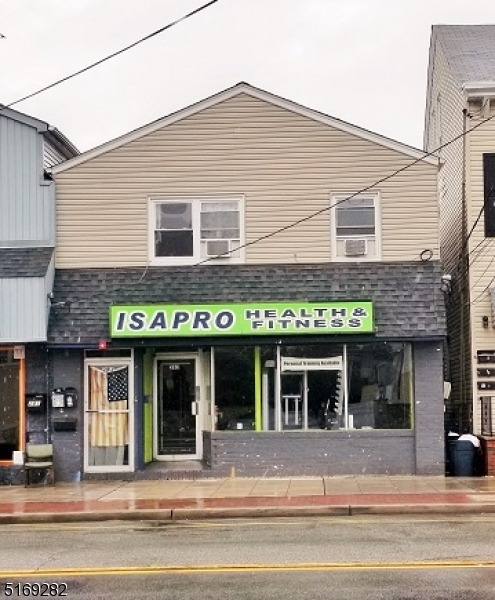 ISAPRO HEALTH &
FITNESS
Personal Training Available
5169282